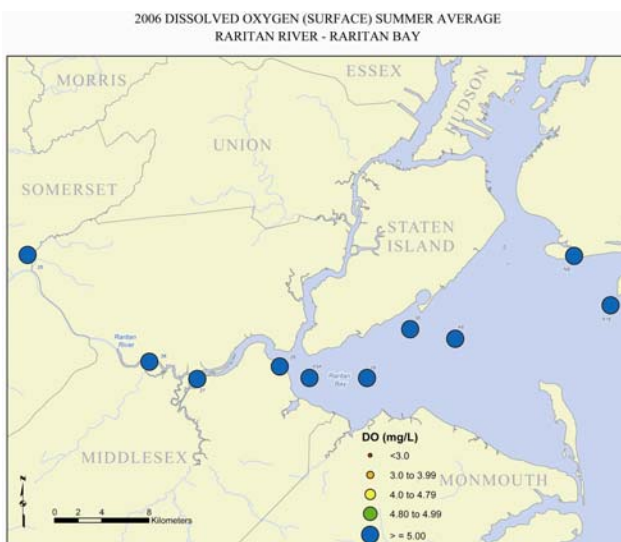 2006 DISSOLVED OXYGEN (SURFACE) SUMMER AVERAGE
RARITAN RIVER - RARITAN BAY
ESSEX
MORRIS
HUDSON
UNION
SOMERSET
STATEN
ISLAND
Raritan
River
Raritan
Bay
MIDDLESEX
MONMOUTH
DO (mg/L)
<3.0
3.0 to 3.99
4.0 to 4.79
4.80 to 4.99
> = 5.00
N
0 2 4 8
Kilometers